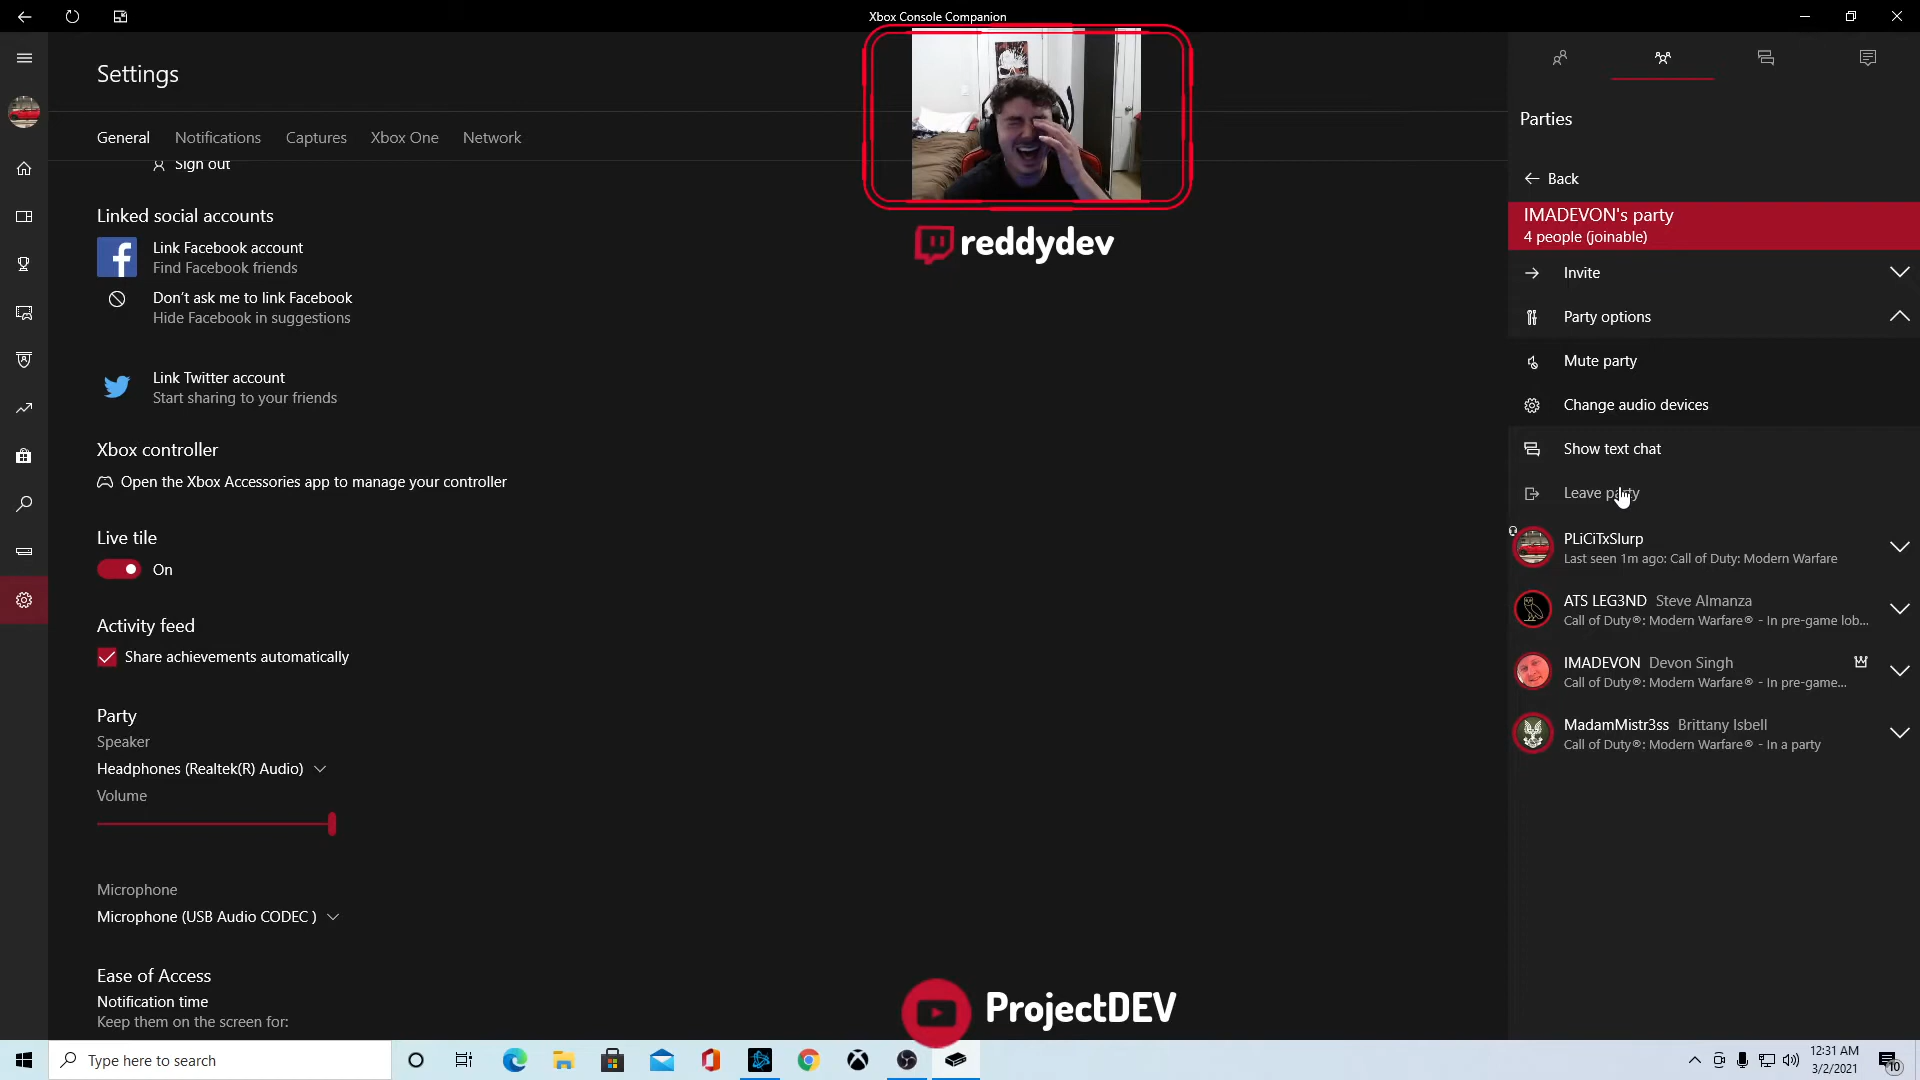 Xbox Console Companion
Settings
General Notifications Captures Xbox One Network
Sign out
Linked social accounts
Link Facebook account
Find Facebook friends
Don't ask me to link Facebook
Hide Facebook in suggestions
Link Twitter account
Start sharing to your friends
Xbox controller
Open the Xbox Accessories app to manage your controller
Live tile
On
Activity feed
Share achievements automatically
Party
Speaker
Headphones (Realtek(R) Audio)
Volume
Microphone
Microphone (USB Audio CODEC )
Ease of Access
Notification time
Keep them on the screen for:
reddydev
ProjectDEV
Parties
Back
IMADEVON's party
4 people (joinable)
Invite
Party options
Mute party
Change audio devices
Show text chat
Leave party
PLiCiTxSlurp
Last seen 1m ago: Call of Duty: Modern Warfare
ATS LEG3ND Steve Almanza
Call of Duty®: Modern Warfare® - In pre-game lob...
IMADEVON Devon Singh
Call of Duty®: Modern Warfare® - In pre-game...
MadamMistr3ss Brittany Isbell
Call of Duty®: Modern Warfare® - In a party
Type here to search
12:31 AM
3/2/2021
10